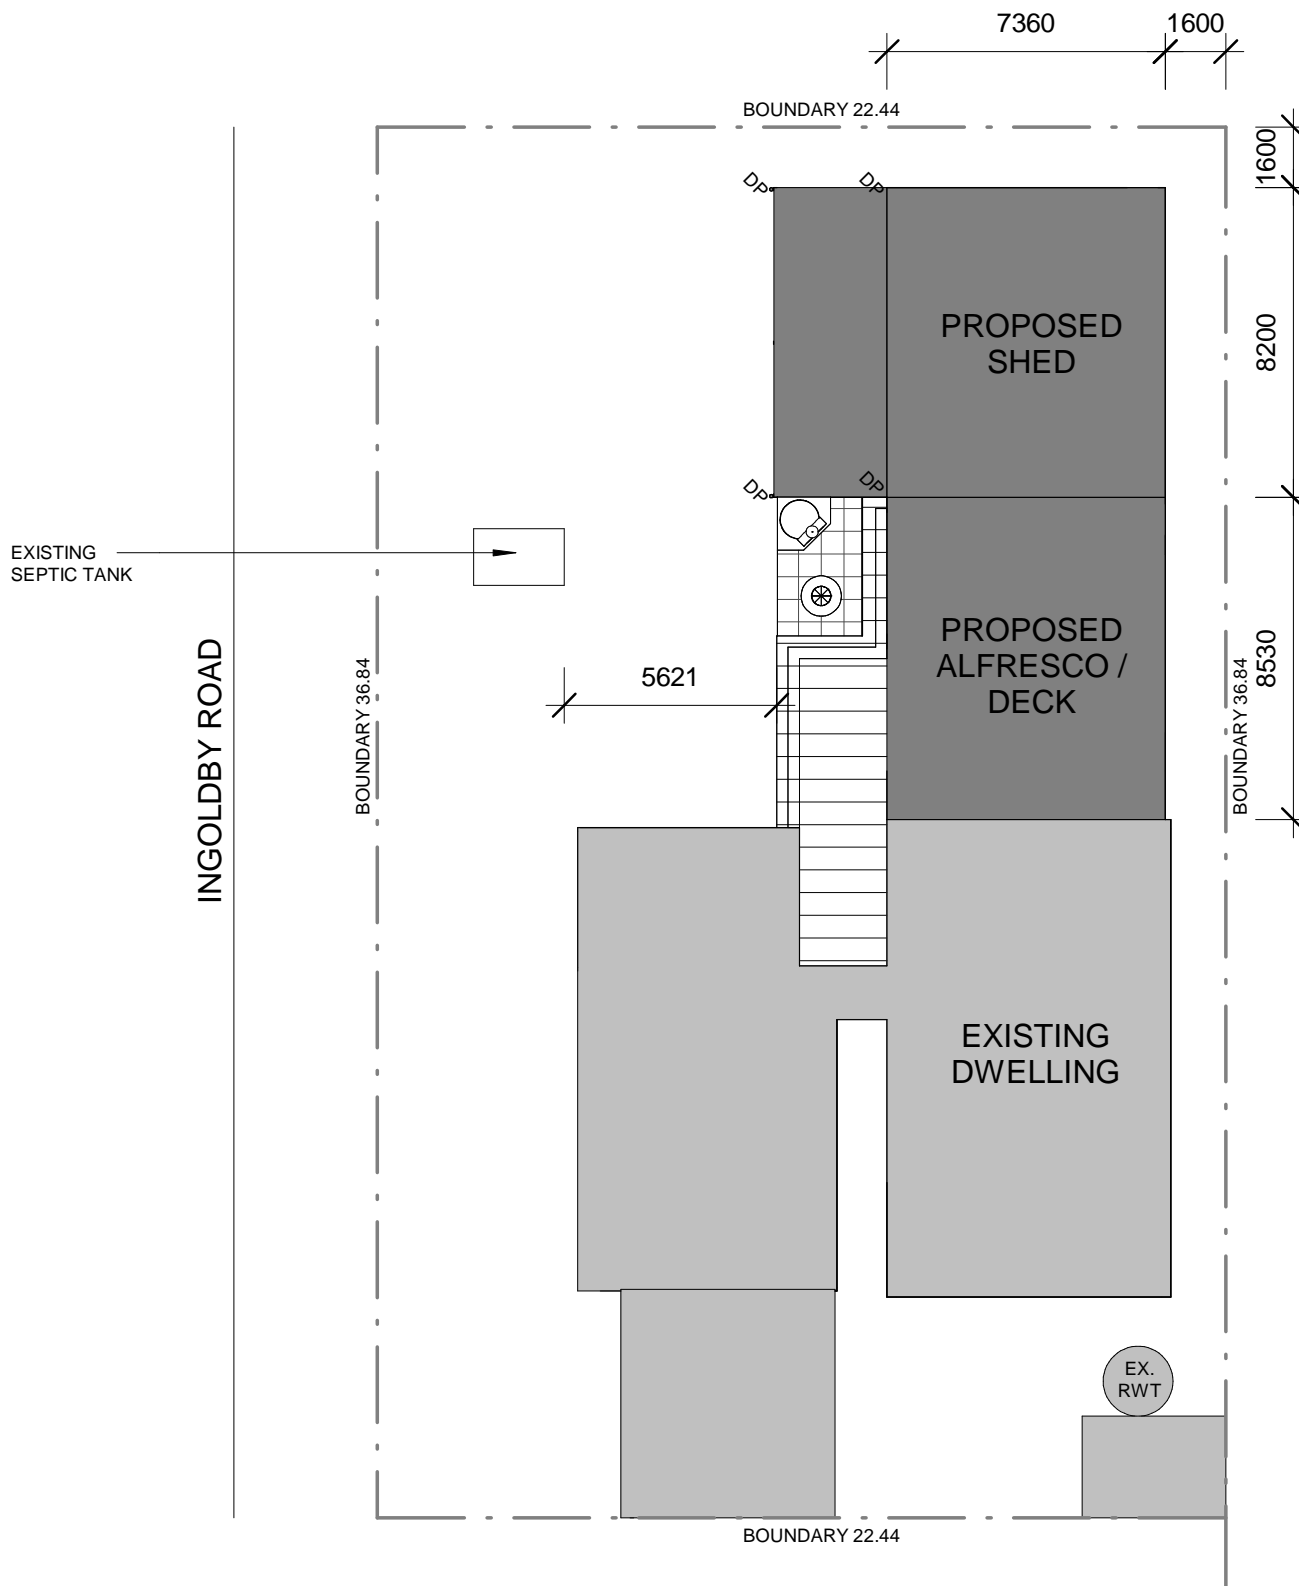 7360
1600
BOUNDARY 22.44
1600
DP
DP
PROPOSED
SHED
8200
DP
DP
EXISTING
SEPTIC TANK
PROPOSED
ALFRESCO /
DECK
8530
5621
INGOLDBY ROAD
BOUNDARY 36.84
BOUNDARY 36.84
EXISTING
DWELLING
EX.
RWT
BOUNDARY 22.44